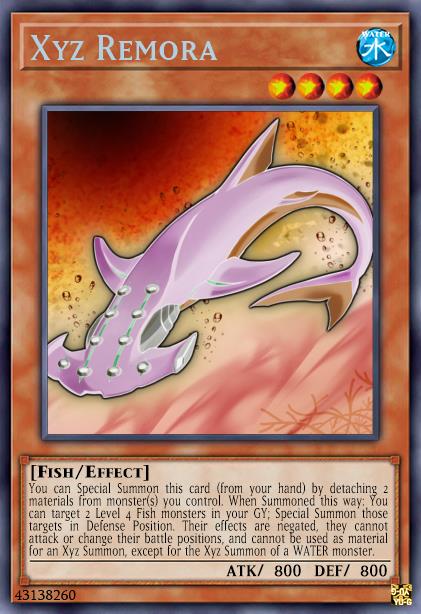 Xyz Remora
WATER
水
[Fish/Effect]
You can Special Summon this card (from your hand) by detaching 2
materials from monster(s) you control. When Summoned this way: You
can target 2 Level 4 Fish monsters in your GY; Special Summon those
targets in Defense Position. Their effects are negated, they cannot
attack or change their battle positions, and cannot be used as material
for an Xyz Summon, except for the Xyz Summon of a WATER monster.
ATK/ 800 DEF/ 800
43138260